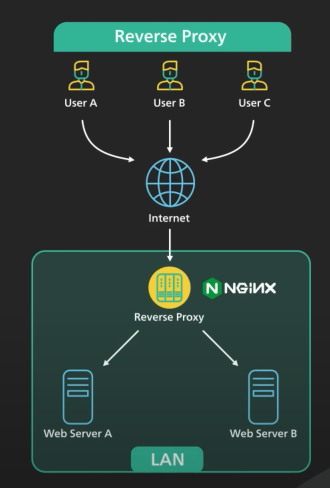 Reverse Proxy
User A
User B
User C
Internet
N NGINX
Reverse Proxy
Web Server A
Web Server B
LAN